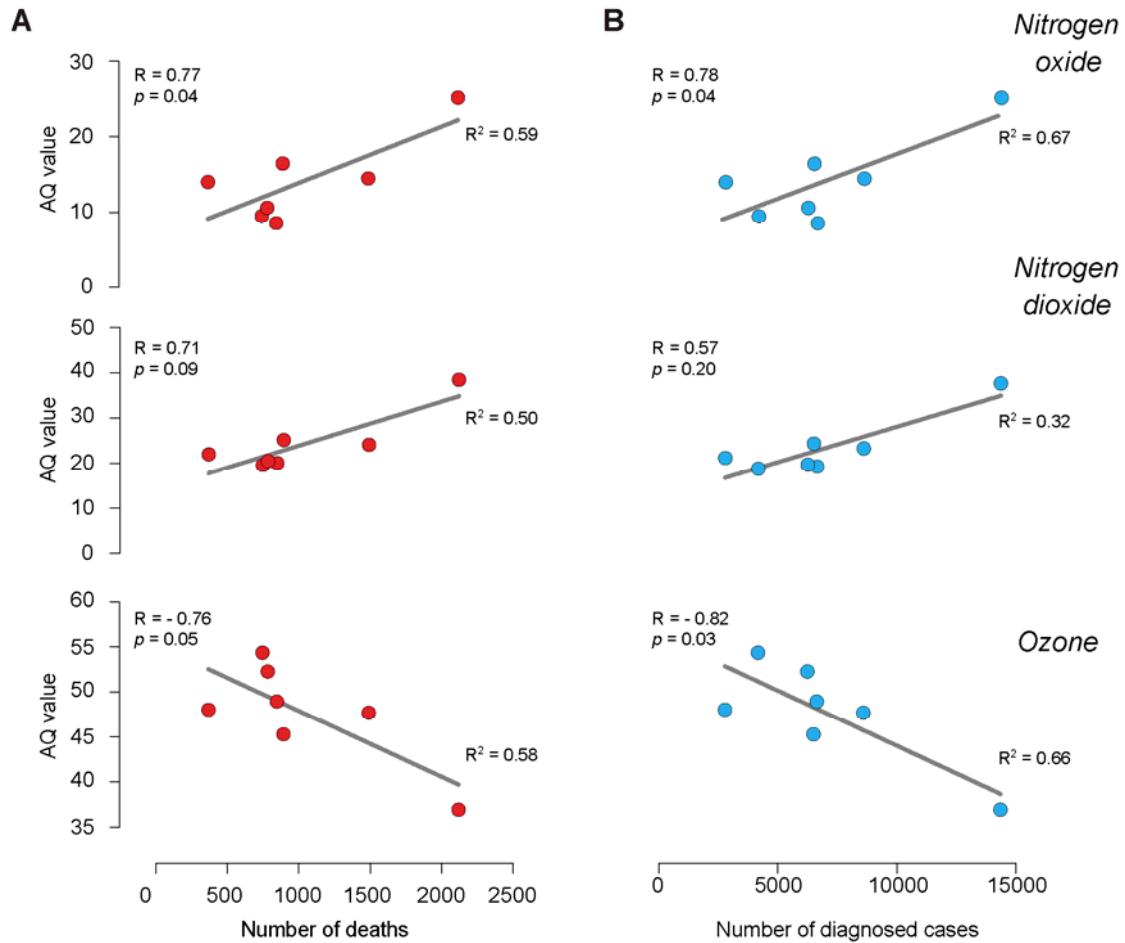 A
B
Nitrogen
oxide
30
20
10
0
AQ value
R = 0.77
p = 0.04
R² = 0.59
R = 0.78
p = 0.04
R² = 0.67
Nitrogen
dioxide
50
40
30
20
10
0
AQ value
R = 0.71
p = 0.09
R² = 0.50
R = 0.57
p = 0.20
R² = 0.32
Ozone
60
55
50
45
40
35
AQ value
R = - 0.76
p = 0.05
R² = 0.58
R = - 0.82
p = 0.03
R² = 0.66
0 500 1000 1500 2000 2500
Number of deaths
0 5000 10000 15000
Number of diagnosed cases